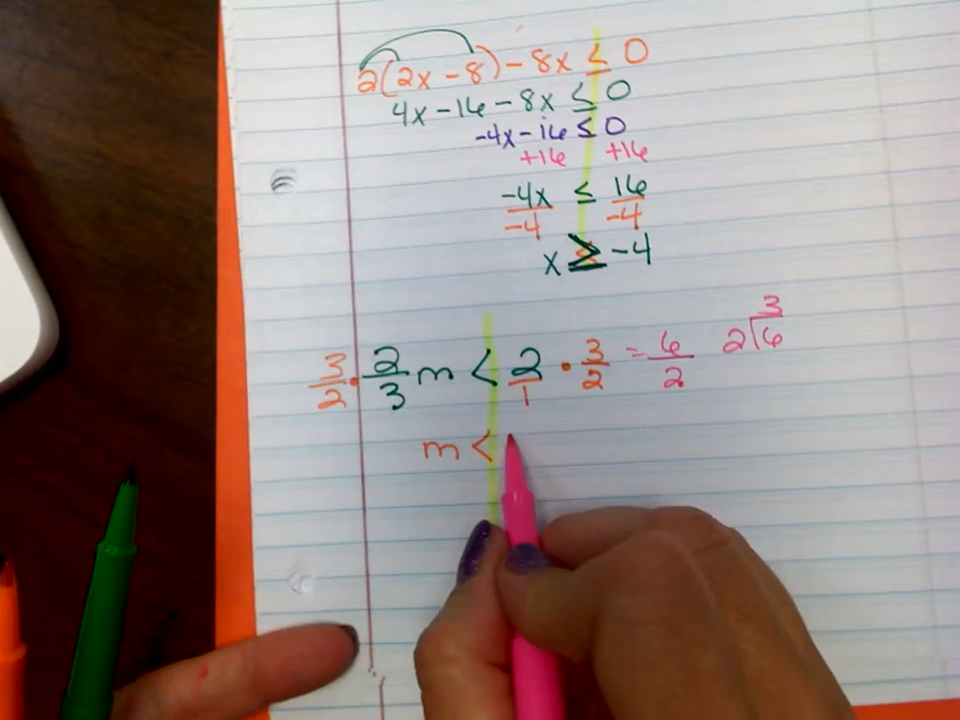 2(2x - 8) - 8x ≤ 0
4x - 16 - 8x ≤ 0
-4x - 16 ≤ 0
+16 +16
-4x ≤ 16
-4 -4
x ≥ -4
3/2 · 2/3 m < 2/1 · 3/2 = 6/2
3
2)6
m <